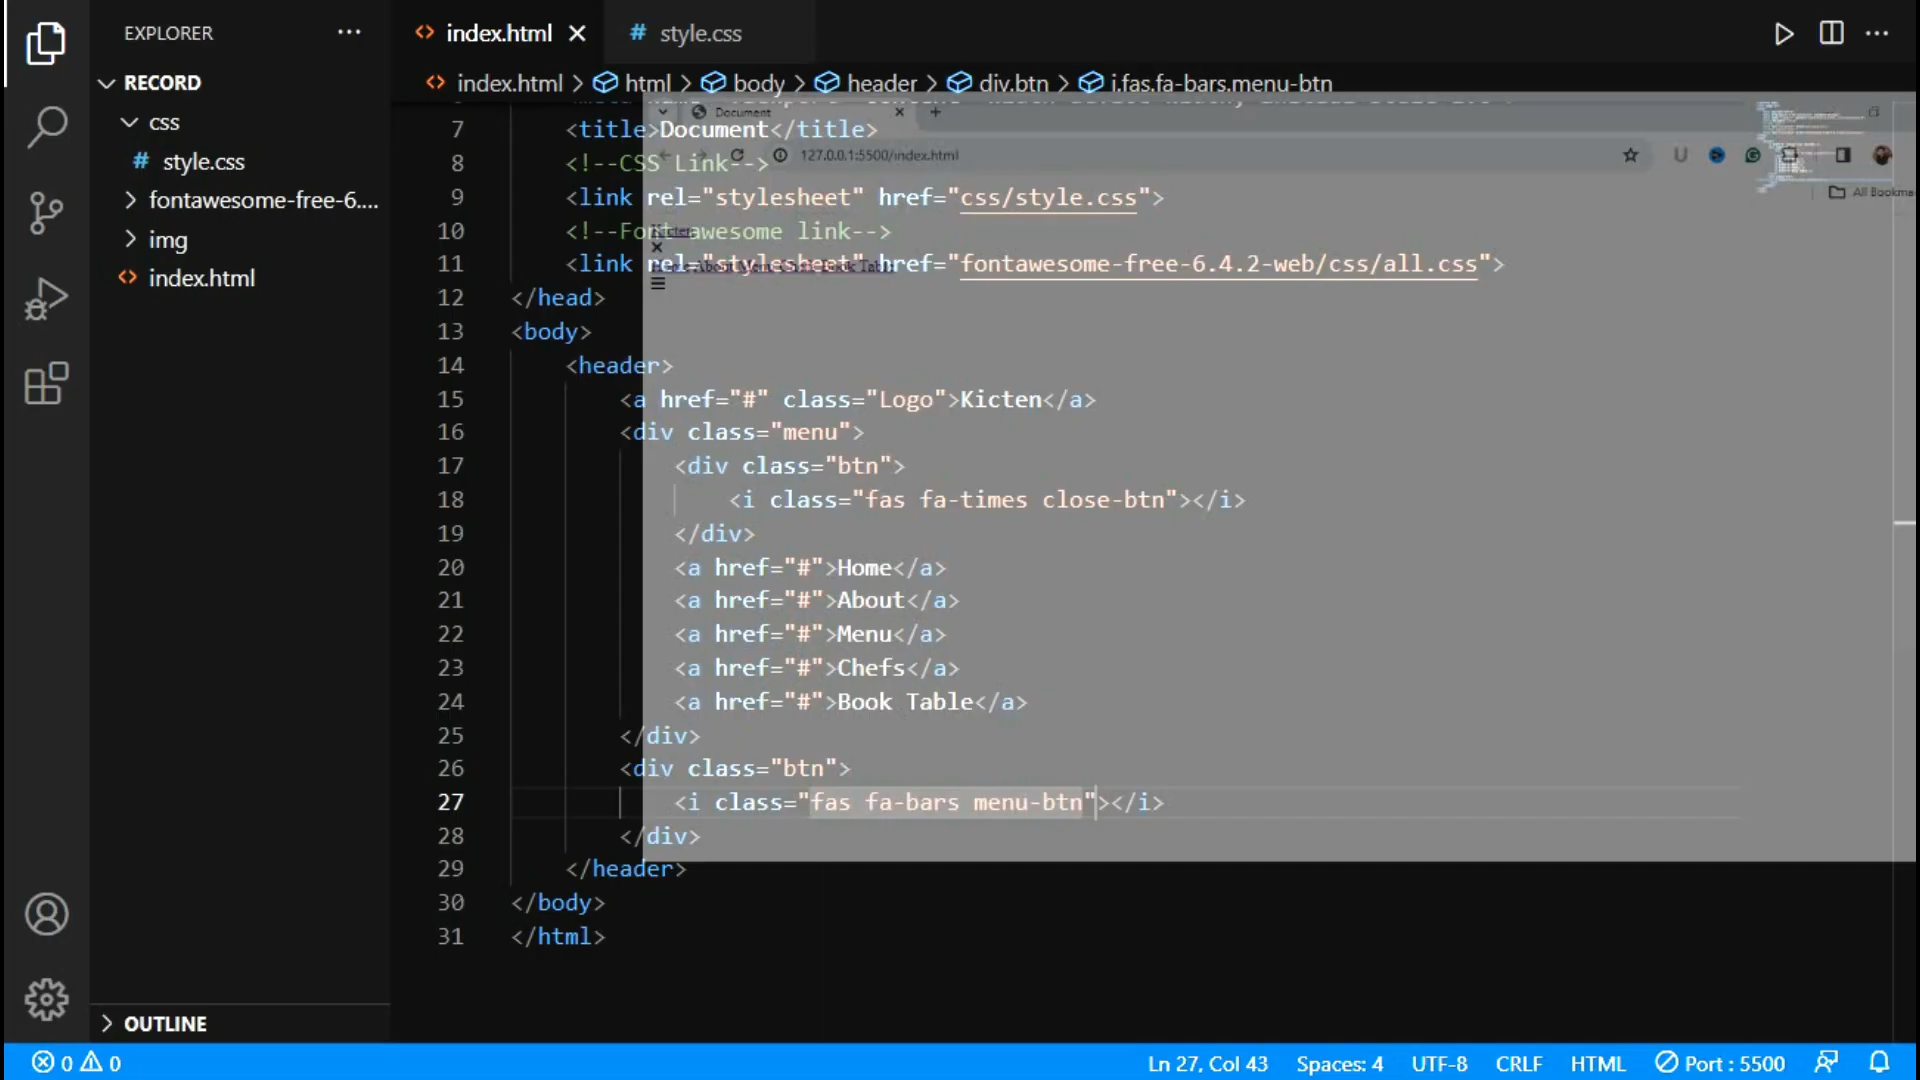 EXPLORER
RECORD
css
# style.css
fontawesome-free-6....
img
<> index.html
OUTLINE
<> index.html
# style.css
<> index.html > html > body > header > div.btn > i.fas.fa-bars.menu-btn
Document
127.0.0.1:5500/index.html
All Bookma
Kicten
7 <title>Document</title>
8 <!--CSS Link-->
9 <link rel="stylesheet" href="css/style.css">
10 <!--Font awesome link-->
11 <link rel="stylesheet" href="fontawesome-free-6.4.2-web/css/all.css">
12 </head>
13 <body>
14 <header>
15 <a href="#" class="Logo">Kicten</a>
16 <div class="menu">
17 <div class="btn">
18 <i class="fas fa-times close-btn"></i>
19 </div>
20 <a href="#">Home</a>
21 <a href="#">About</a>
22 <a href="#">Menu</a>
23 <a href="#">Chefs</a>
24 <a href="#">Book Table</a>
25 </div>
26 <div class="btn">
27 <i class="fas fa-bars menu-btn"></i>
28 </div>
29 </header>
30 </body>
31 </html>
0 0
Ln 27, Col 43
Spaces: 4
UTF-8
CRLF
HTML
Port : 5500